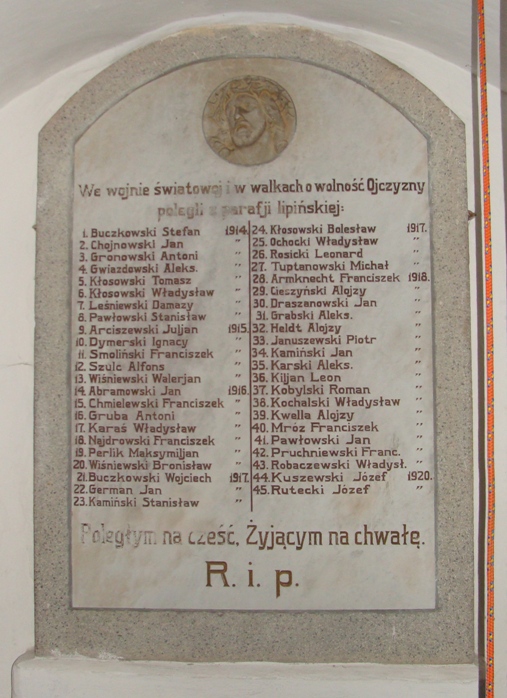 We wojnie światowej i w walkach o wolność Ojczyzny
polegli z parafji lipińskiej:
1. Buczkowski Stefan 1914.
2. Chojnowski Jan "
3. Gronowski Antoni "
4. Gwiazdowski Aleks. "
5. Kłosowski Tomasz "
6. Kłosowski Władysław "
7. Leśniewski Damazy "
8. Pawłowski Stanisław "
9. Arciszewski Juljan 1915.
10. Dymerski Ignacy "
11. Smoliński Franciszek "
12. Szulc Alfons "
13. Wiśniewski Walerjan "
14. Abramowski Jan 1916.
15. Chmielewski Franciszek "
16. Gruba Antoni "
17. Karaś Władysław "
18. Nejdrowski Franciszek "
19. Perlik Maksymiljan "
20. Wiśniewski Bronisław "
21. Buczkowski Wojciech 1917.
22. German Jan "
23. Kamiński Stanisław "
24. Kłosowski Bolesław 1917.
25. Ochocki Władysław "
26. Rosicki Leonard "
27. Tuptanowski Michał "
28. Armknecht Franciszek 1918.
29. Cieszyński Alojzy "
30. Draszanowski Jan "
31. Grabski Aleks. "
32. Heldt Alojzy "
33. Januszewski Piotr "
34. Kamiński Jan "
35. Karski Aleks. "
36. Kiljan Leon "
37. Kobylski Roman "
38. Kochalski Władysław "
39. Kwella Alojzy "
40. Mróz Franciszek "
41. Pawłowski Jan "
42. Pruchniewski Franc. "
43. Robaczewski Władysł. "
44. Kuszewski Józef 1920.
45. Rutecki Józef "
Poległym na cześć, Żyjącym na chwałę.
R. i. p.